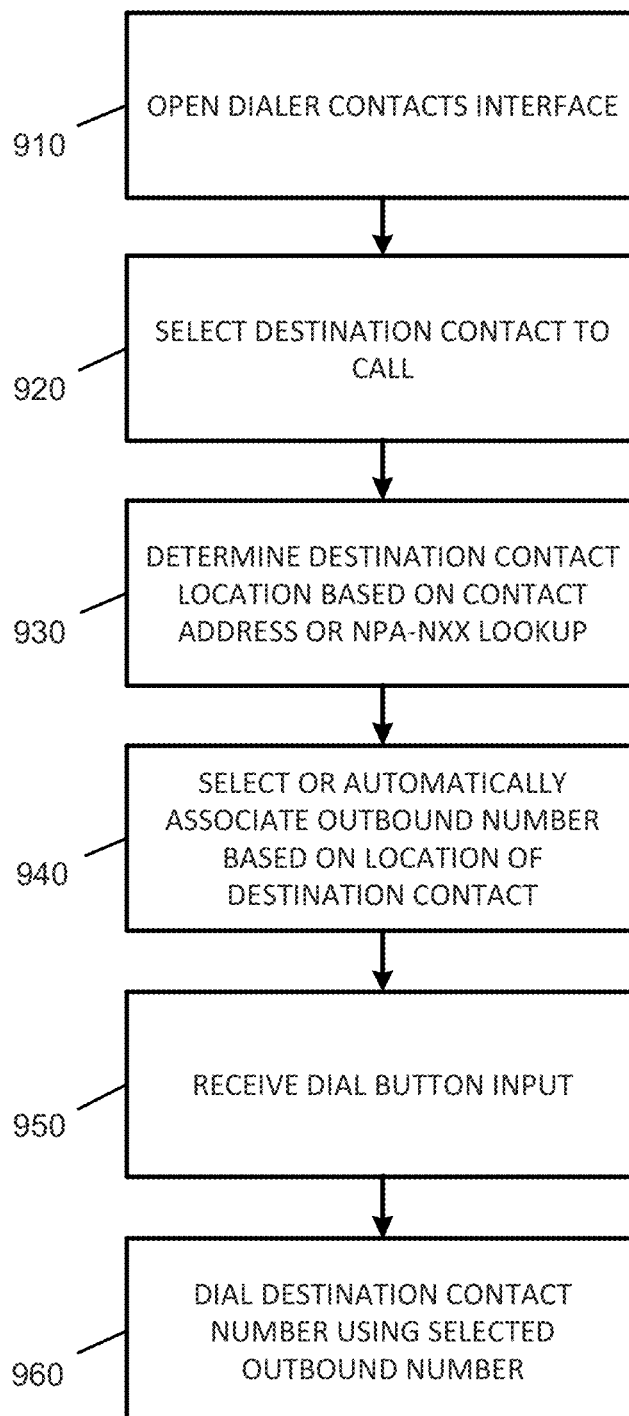 OPEN DIALER CONTACTS INTERFACE
910
SELECT DESTINATION CONTACT TO
CALL
920
DETERMINE DESTINATION CONTACT
LOCATION BASED ON CONTACT
ADDRESS OR NPA-NXX LOOKUP
930
SELECT OR AUTOMATICALLY
ASSOCIATE OUTBOUND NUMBER
BASED ON LOCATION OF
DESTINATION CONTACT
940
RECEIVE DIAL BUTTON INPUT
950
DIAL DESTINATION CONTACT
NUMBER USING SELECTED
OUTBOUND NUMBER
960